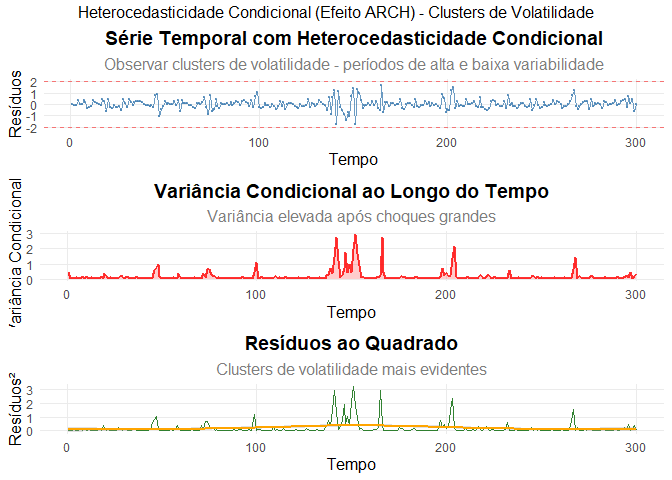 Heterocedasticidade Condicional (Efeito ARCH) - Clusters de Volatilidade
Série Temporal com Heterocedasticidade Condicional
Observar clusters de volatilidade - períodos de alta e baixa variabilidade
Resíduos
2
1
0
-1
-2
0 100 200 300
Tempo
Variância Condicional ao Longo do Tempo
Variância elevada após choques grandes
Variância Condicional
3
2
1
0
0 100 200 300
Tempo
Resíduos ao Quadrado
Clusters de volatilidade mais evidentes
Resíduos²
3
2
1
0
0 100 200 300
Tempo